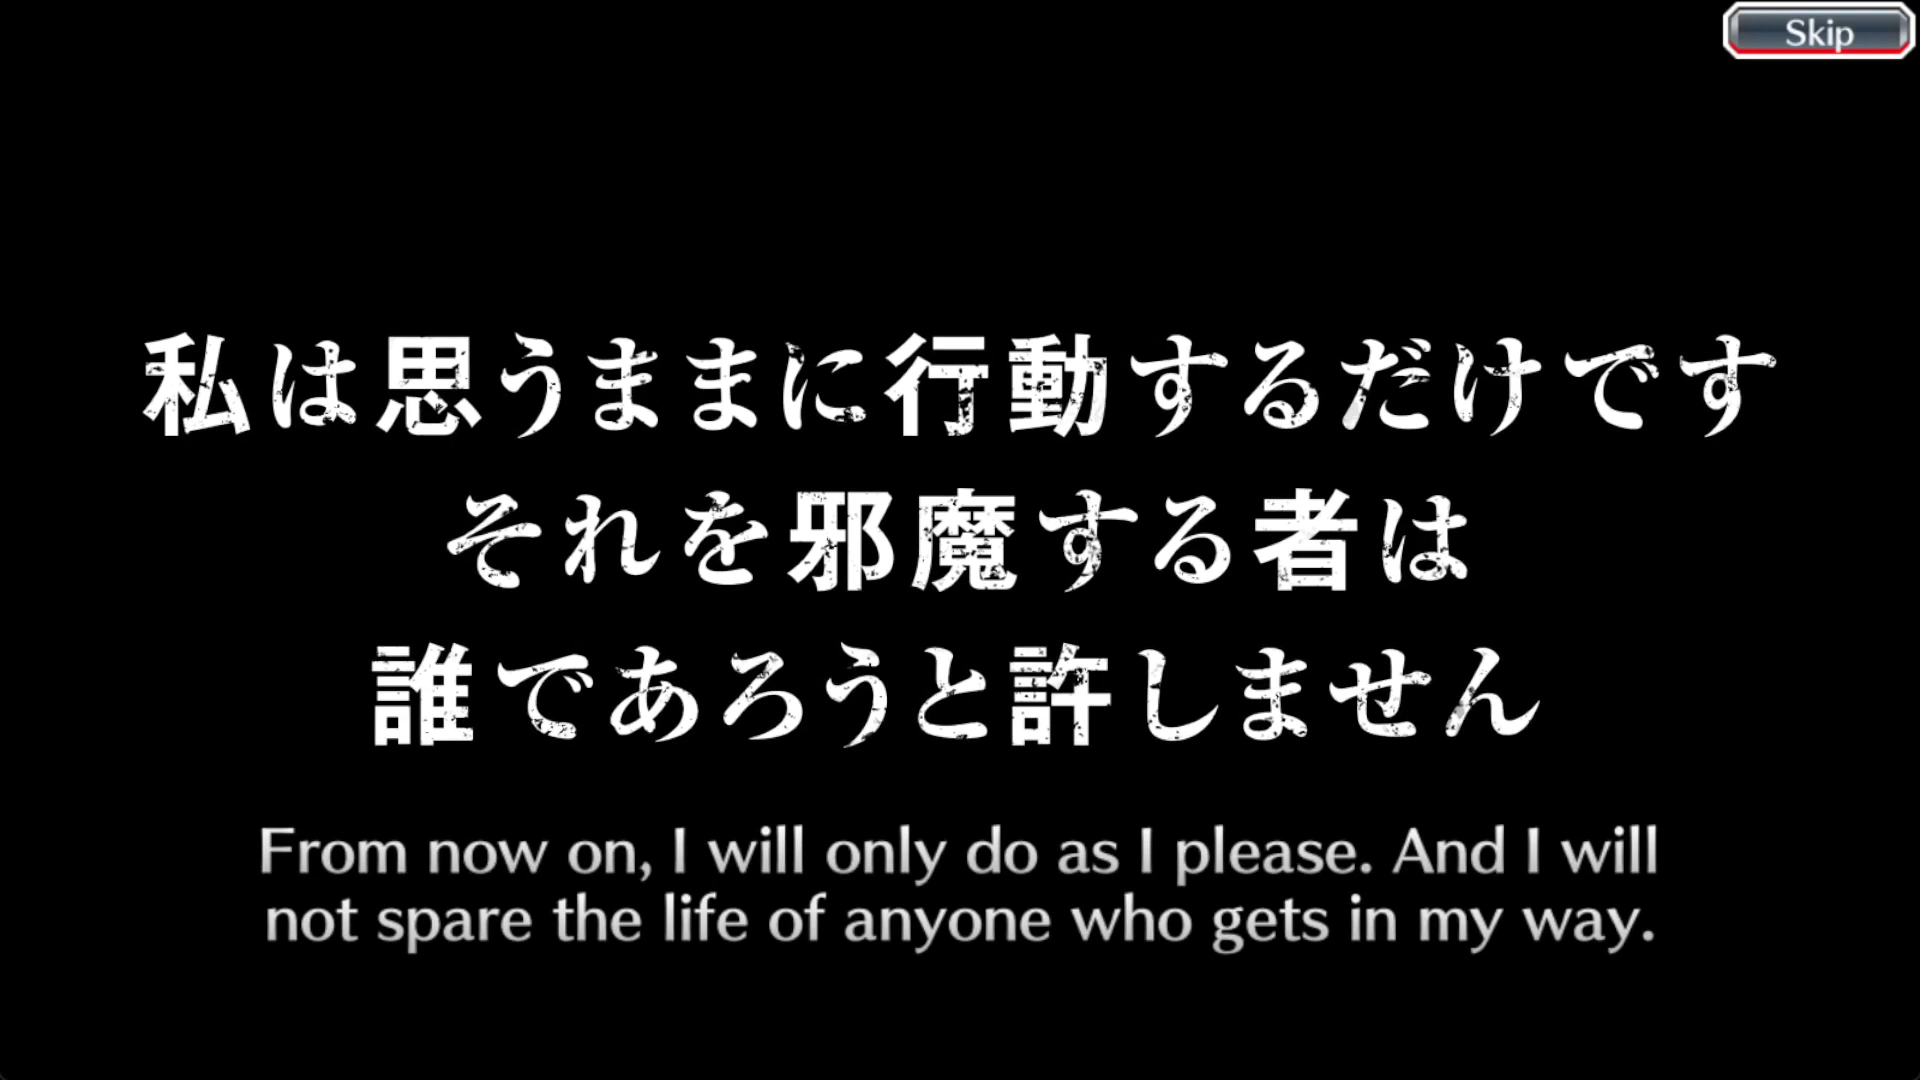 Skip
私は思うままに行動するだけです
それを邪魔する者は
誰であろうと許しません
From now on, I will only do as I please. And I will
not spare the life of anyone who gets in my way.